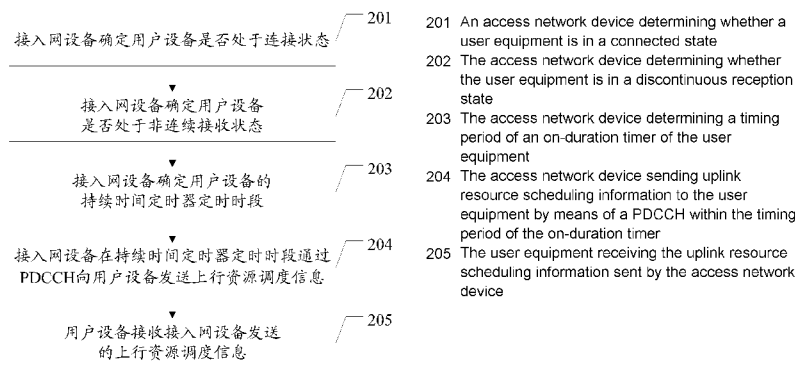 接入网设备确定用户设备是否处于连接状态
201
接入网设备确定用户设备
是否处于非连续接收状态
202
接入网设备确定用户设备的
持续时间定时器定时时段
203
接入网设备在持续时间定时器定时时段通过
PDCCH向用户设备发送上行资源调度信息
204
用户设备接收接入网设备发送
的上行资源调度信息
205
201 An access network device determining whether a
user equipment is in a connected state
202 The access network device determining whether
the user equipment is in a discontinuous reception
state
203 The access network device determining a timing
period of an on-duration timer of the user
equipment
204 The access network device sending uplink
resource scheduling information to the user
equipment by means of a PDCCH within the timing
period of the on-duration timer
205 The user equipment receiving the uplink resource
scheduling information sent by the access network
device